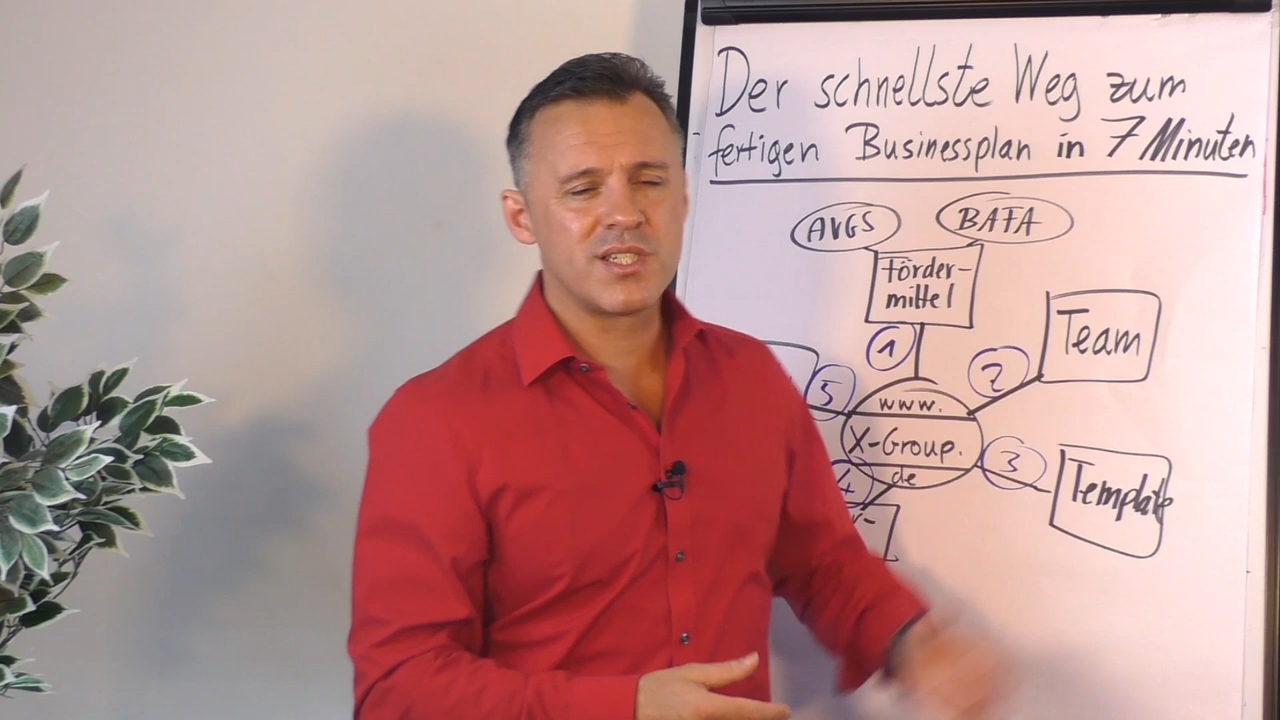 Der schnellste Weg zum
fertigen Businessplan in 7 Minuten
AVGS
BAFA
Förder-
mittel
1
Team
2
5
www.
X-Group.
de
3
Template
4